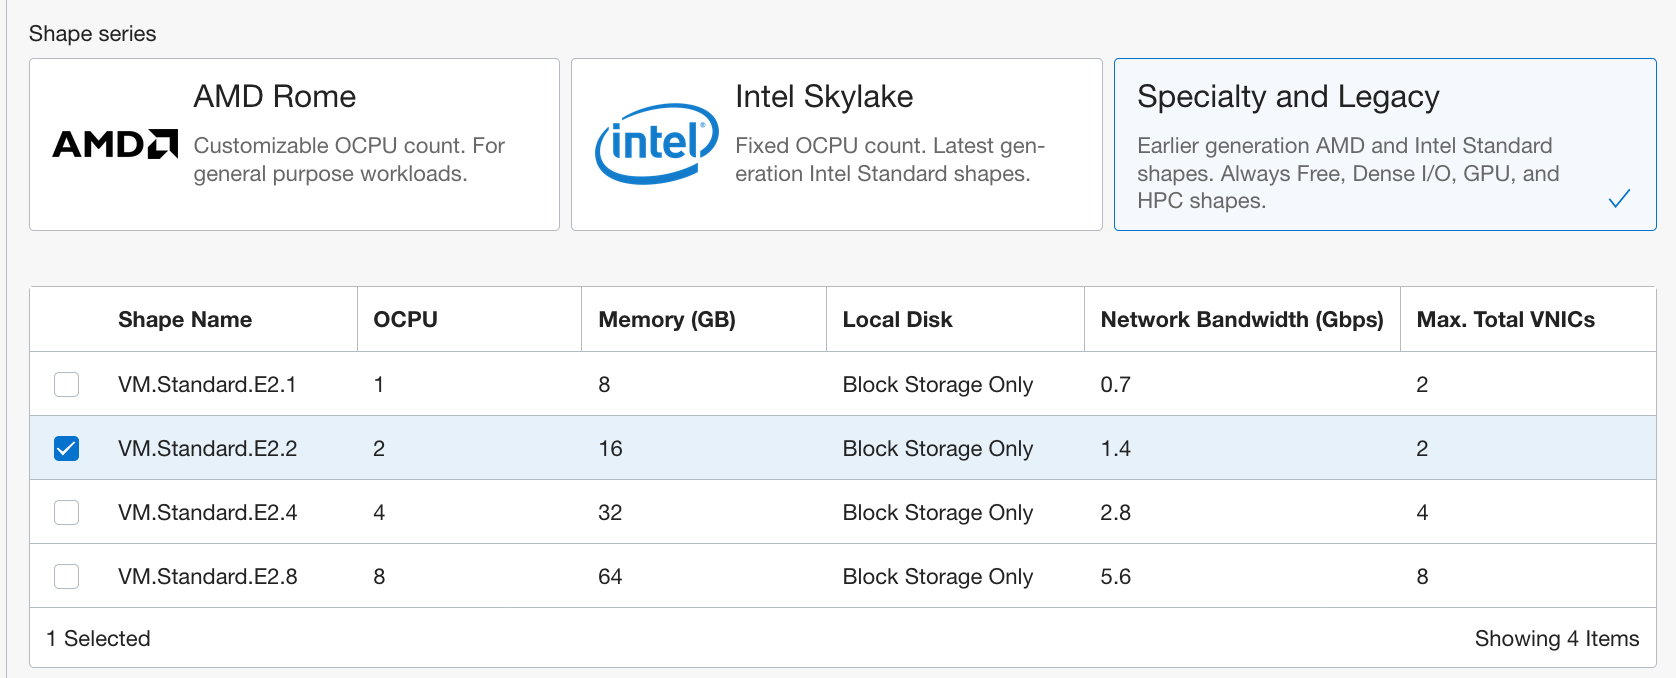 Shape series
AMD
AMD Rome
Customizable OCPU count. For
general purpose workloads.
intel®
Intel Skylake
Fixed OCPU count. Latest gen-
eration Intel Standard shapes.
Specialty and Legacy
Earlier generation AMD and Intel Standard
shapes. Always Free, Dense I/O, GPU, and
HPC shapes.
Shape Name OCPU Memory (GB) Local Disk Network Bandwidth (Gbps) Max. Total VNICs
VM.Standard.E2.1 1 8 Block Storage Only 0.7 2
VM.Standard.E2.2 2 16 Block Storage Only 1.4 2
VM.Standard.E2.4 4 32 Block Storage Only 2.8 4
VM.Standard.E2.8 8 64 Block Storage Only 5.6 8
1 Selected Showing 4 Items